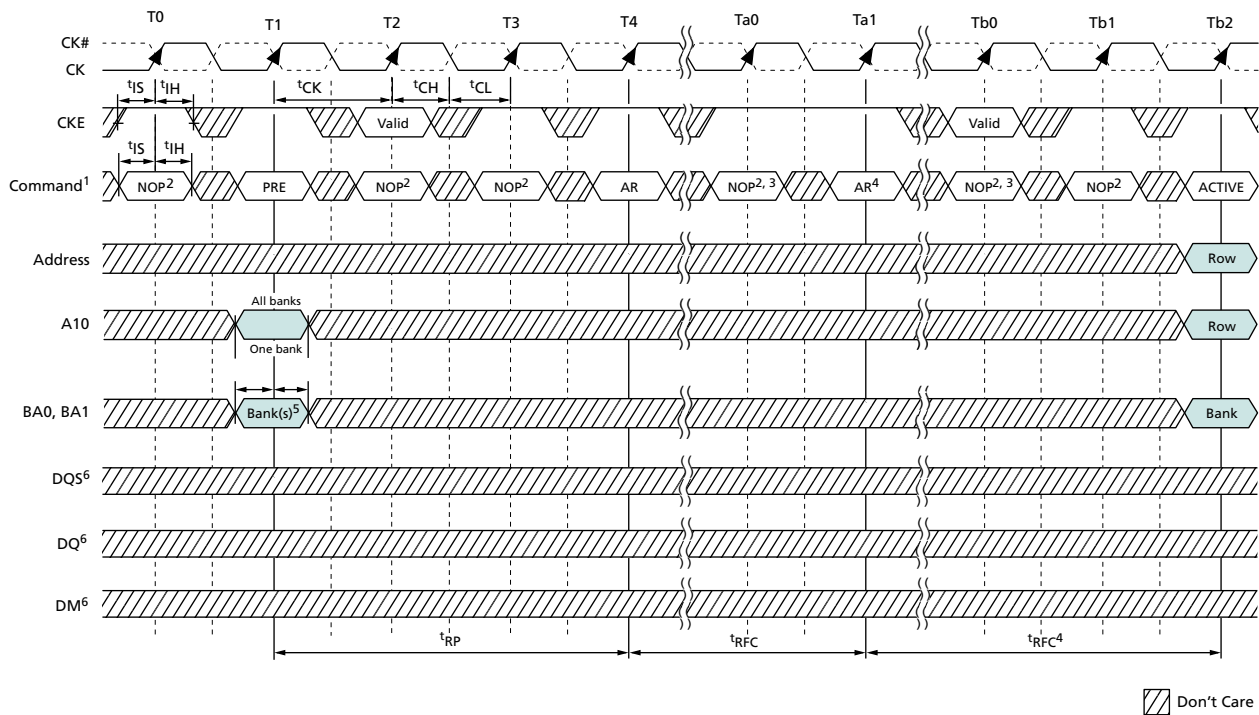 T0 T1 T2 T3 T4 Ta0 Ta1 Tb0 Tb1 Tb2
CK#
CK
tIS tIH tCK tCH tCL
CKE Valid Valid
tIS tIH
Command1 NOP2 PRE NOP2 NOP2 AR NOP2, 3 AR4 NOP2, 3 NOP2 ACTIVE
Address Row
All banks
A10 Row
One bank
BA0, BA1 Bank(s)5 Bank
DQS6
DQ6
DM6
tRP tRFC tRFC4
Don't Care